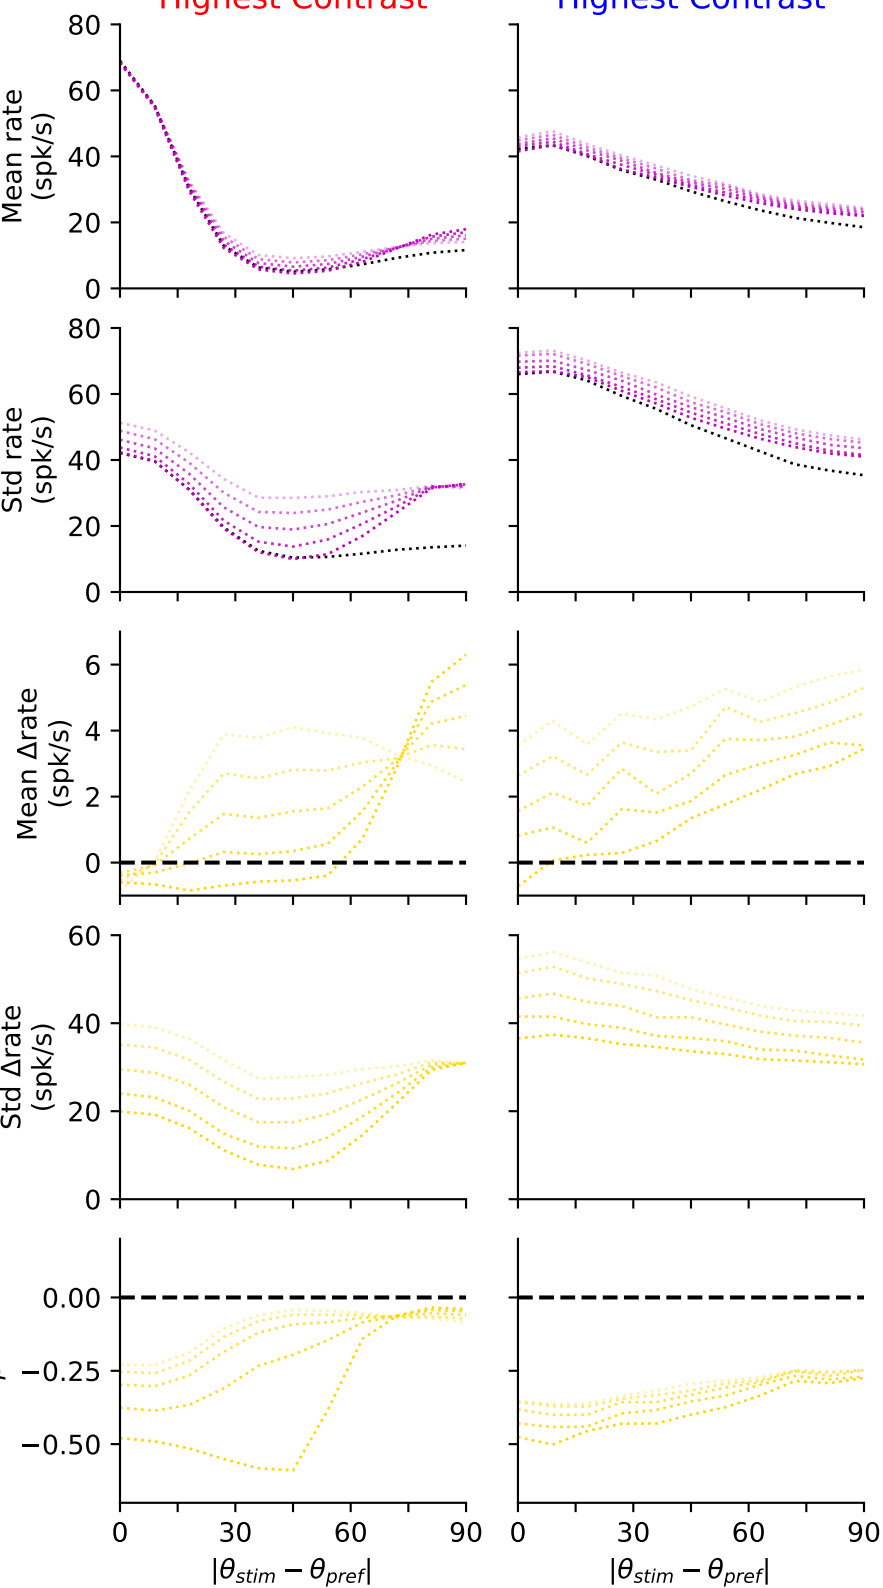 Highest Contrast Highest Contrast
Mean rate
(spk/s)
80
60
40
20
0
Std rate
(spk/s)
80
60
40
20
0
Mean Δrate
(spk/s)
6
4
2
0
Std Δrate
(spk/s)
60
40
20
0
0.00
−0.25
−0.50
0 30 60 90 0 30 60 90
|θstim − θpref| |θstim − θpref|